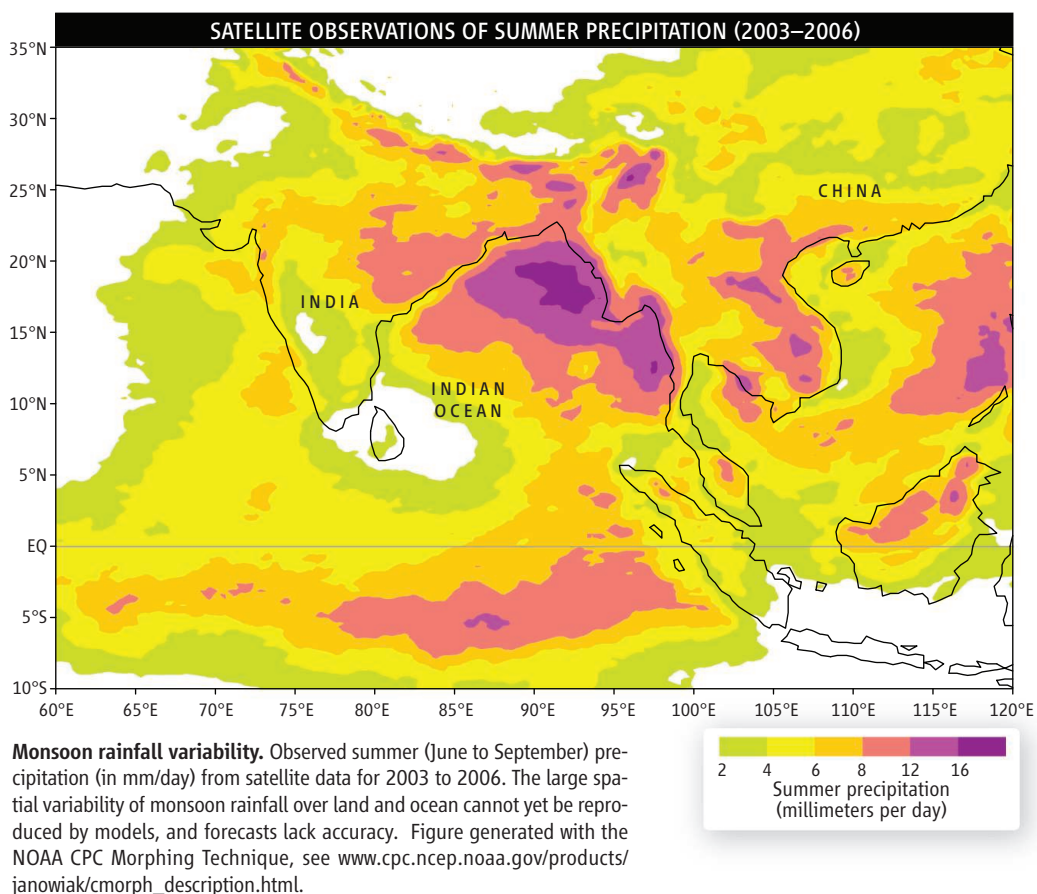 SATELLITE OBSERVATIONS OF SUMMER PRECIPITATION (2003–2006)
35°N
30°N
25°N
20°N
15°N
10°N
5°N
EQ
5°S
10°S
CHINA
INDIA
INDIAN
OCEAN
60°E 65°E 70°E 75°E 80°E 85°E 90°E 95°E 100°E 105°E 110°E 115°E 120°E
Monsoon rainfall variability. Observed summer (June to September) pre-
cipitation (in mm/day) from satellite data for 2003 to 2006. The large spa-
tial variability of monsoon rainfall over land and ocean cannot yet be repro-
duced by models, and forecasts lack accuracy. Figure generated with the
NOAA CPC Morphing Technique, see www.cpc.ncep.noaa.gov/products/
janowiak/cmorph_description.html.
2 4 6 8 12 16
Summer precipitation
(millimeters per day)